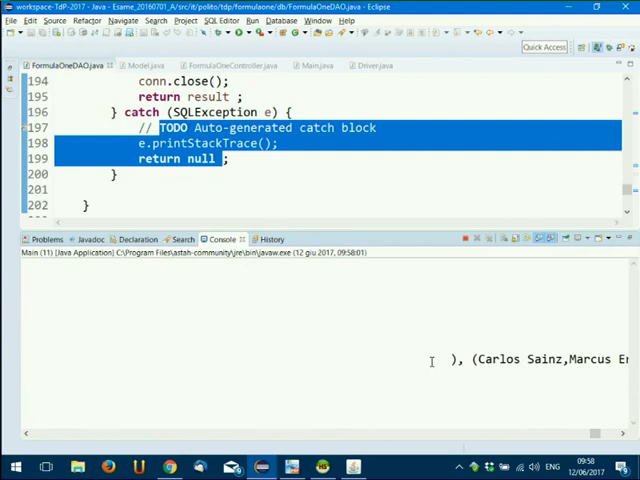 workspace-TdP-2017 - Java - Esame_20160701_A/src/it/polito/tdp/formulaone/db/FormulaOneDAO.java - Eclipse
File Edit Source Refactor Navigate Search Project SQL Editor Run Database Window Help
Quick Access
FormulaOneDAO.java Model.java FormulaOneController.java Main.java Driver.java
194 conn.close();
195 return result ;
196 } catch (SQLException e) {
197 // TODO Auto-generated catch block
198 e.printStackTrace();
199 return null ;
200 }
201
202 }
Problems Javadoc Declaration Search Console History
Main (11) [Java Application] C:\Program Files\astah-community\jre\bin\javaw.exe (12 giu 2017, 09:58:01)
), (Carlos Sainz,Marcus Er
ENG
09:58
12/06/2017